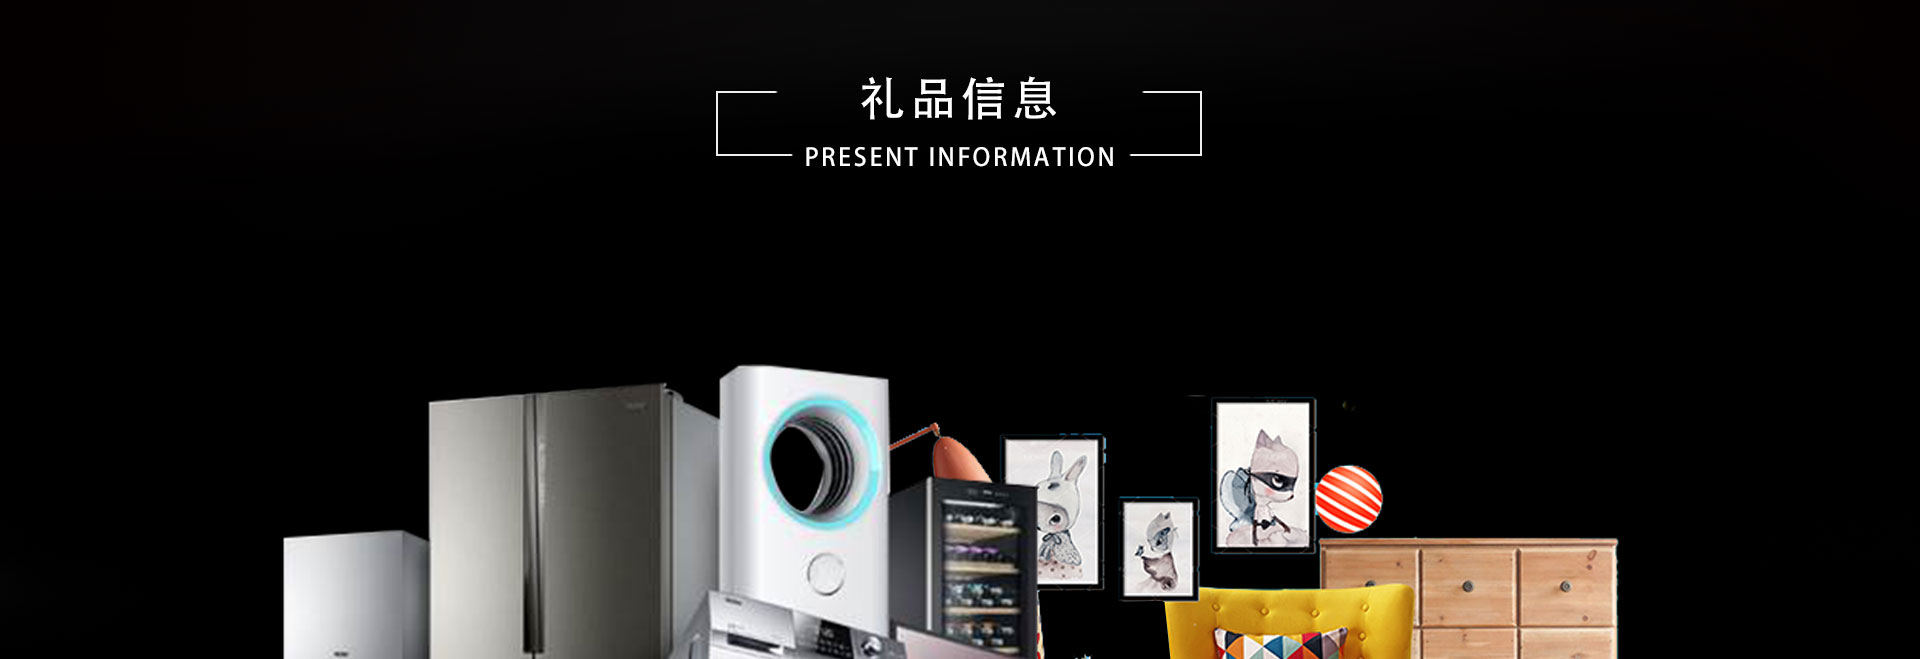 礼品信息
PRESENT INFORMATION